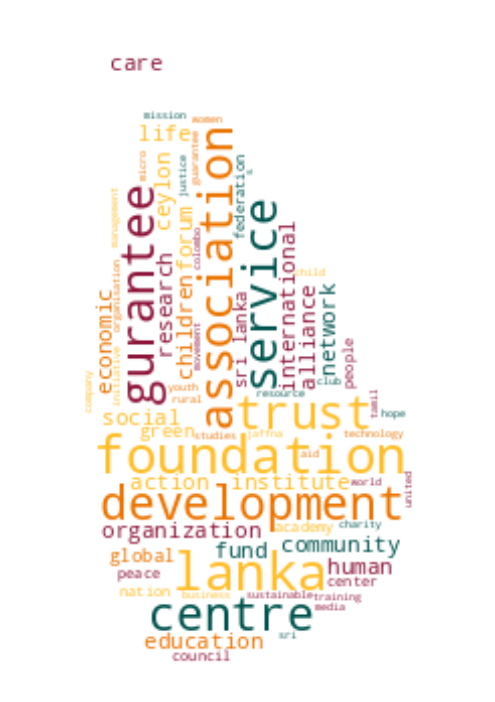 care
mission
women
life
association
guarantee
justice
micro
ceylon
federation
s
gurantee
service
management
forum
colombo
international
research
children
child
organisation
economic
sri lanka
alliance
network
movement
people
initiative
company
youth
rural
resource
club
tamil
hope
trust
social
green
studies
jaffna
technology
foundation
aid
action
institute
world
united
development
organization
academy
charity
fund
community
global
lanka
human
peace
center
nation
business
sustainable
training
media
centre
sri
education
council